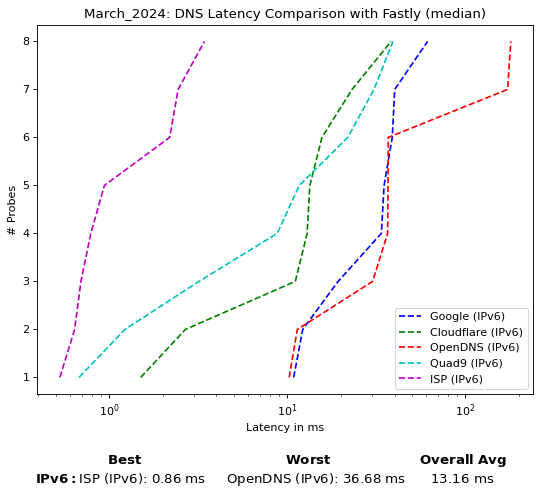 March_2024: DNS Latency Comparison with Fastly (median)
8
7
6
5
4
3
2
1
# Probes
Google (IPv6)
Cloudflare (IPv6)
OpenDNS (IPv6)
Quad9 (IPv6)
ISP (IPv6)
10⁰ 10¹ 10²
Latency in ms
Best Worst Overall Avg
IPv6: ISP (IPv6): 0.86 ms OpenDNS (IPv6): 36.68 ms 13.16 ms